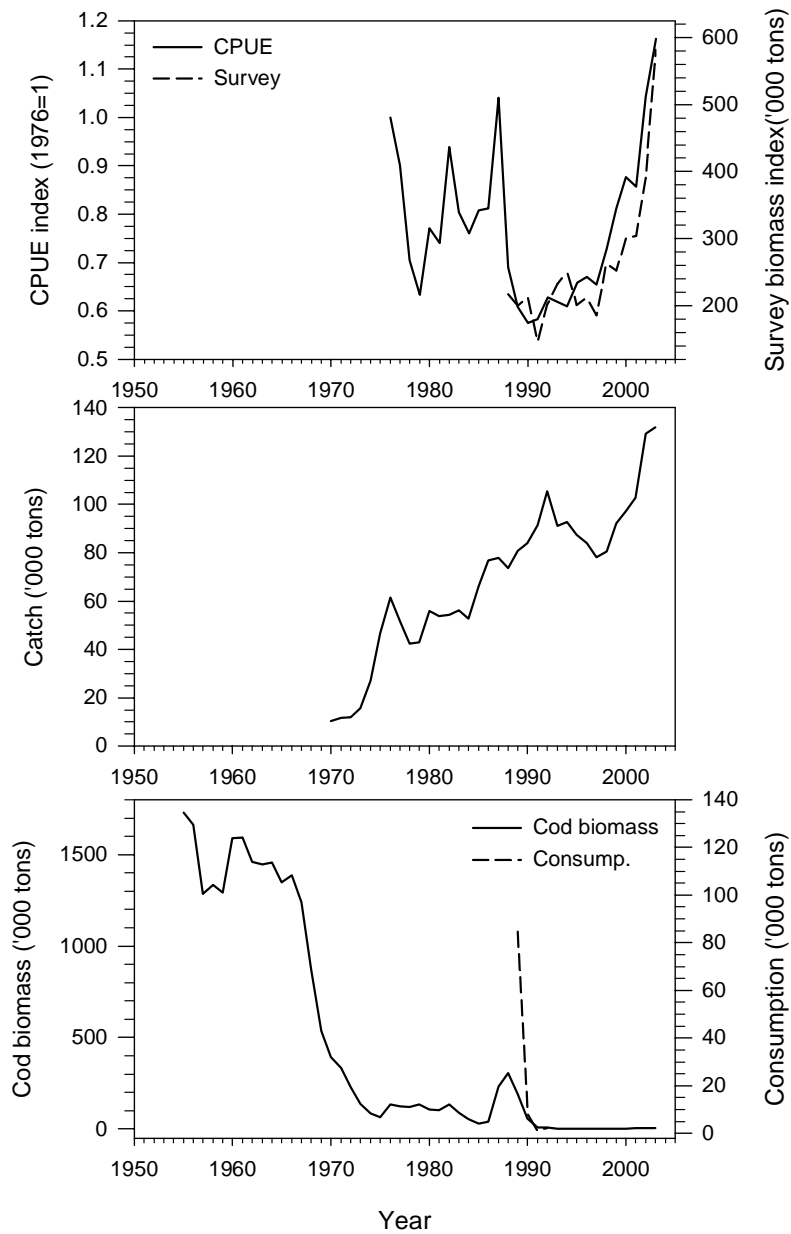 1.2
1.1
1.0
0.9
0.8
0.7
0.6
0.5
CPUE index (1976=1)
CPUE
Survey
600
500
400
300
200
Survey biomass index('000 tons)
1950 1960 1970 1980 1990 2000
140
120
100
80
60
40
20
0
Catch ('000 tons)
1950 1960 1970 1980 1990 2000
1500
1000
500
0
Cod biomass ('000 tons)
Cod biomass
Consump.
140
120
100
80
60
40
20
0
Consumption ('000 tons)
1950 1960 1970 1980 1990 2000
Year